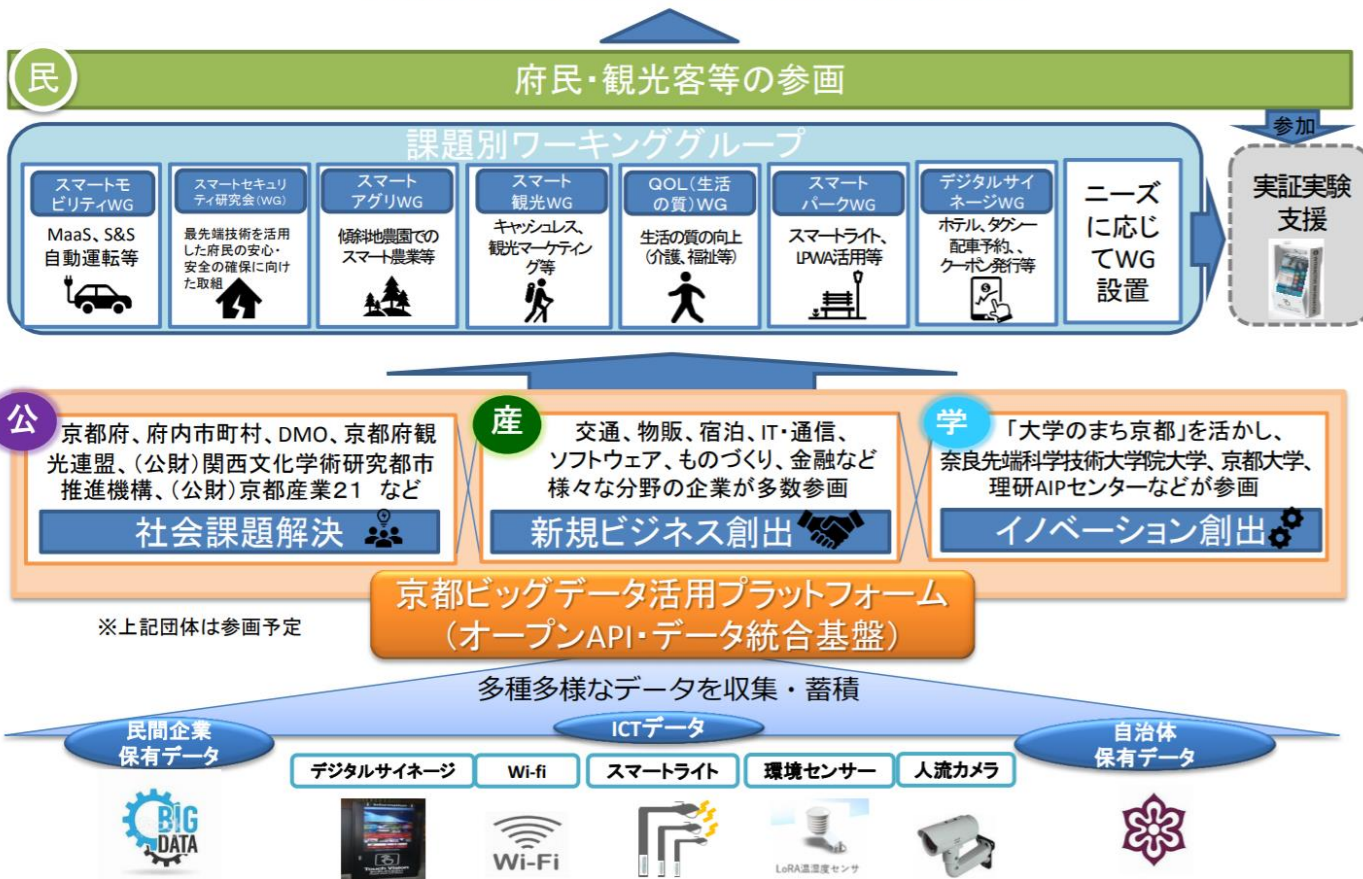 民
府民・観光客等の参画
課題別ワーキンググループ
参加
スマートモ
ビリティWG
MaaS、S&S
自動運転等
スマートセキュリ
ティ研究会(WG)
最先端技術を活用
した府民の安心・
安全の確保に向け
た取組
スマート
アグリWG
傾斜地農園での
スマート農業等
スマート
観光WG
キャッシュレス、
観光マーケティン
グ等
QOL(生活
の質)WG
生活の質の向上
(介護、福祉等)
スマート
パークWG
スマートライト、
LPWA活用等
デジタルサイ
ネージWG
ホテル、タクシー
配車予約、、
クーポン発行等
ニーズ
に応じ
てWG
設置
実証実験
支援
公
京都府、府内市町村、DMO、京都府観
光連盟、(公財)関西文化学術研究都市
推進機構、(公財)京都産業21 など
社会課題解決
産
交通、物販、宿泊、IT・通信、
ソフトウェア、ものづくり、金融など
様々な分野の企業が多数参画
新規ビジネス創出
学
「大学のまち京都」を活かし、
奈良先端科学技術大学院大学、京都大学、
理研AIPセンターなどが参画
イノベーション創出
京都ビッグデータ活用プラットフォーム
(オープンAPI・データ統合基盤)
※上記団体は参画予定
多種多様なデータを収集・蓄積
民間企業
保有データ
ICTデータ
自治体
保有データ
デジタルサイネージ
Wi-fi
スマートライト
環境センサー
人流カメラ
BIG
DATA
Touch Vision
Wi-Fi
LoRA温湿度センサ